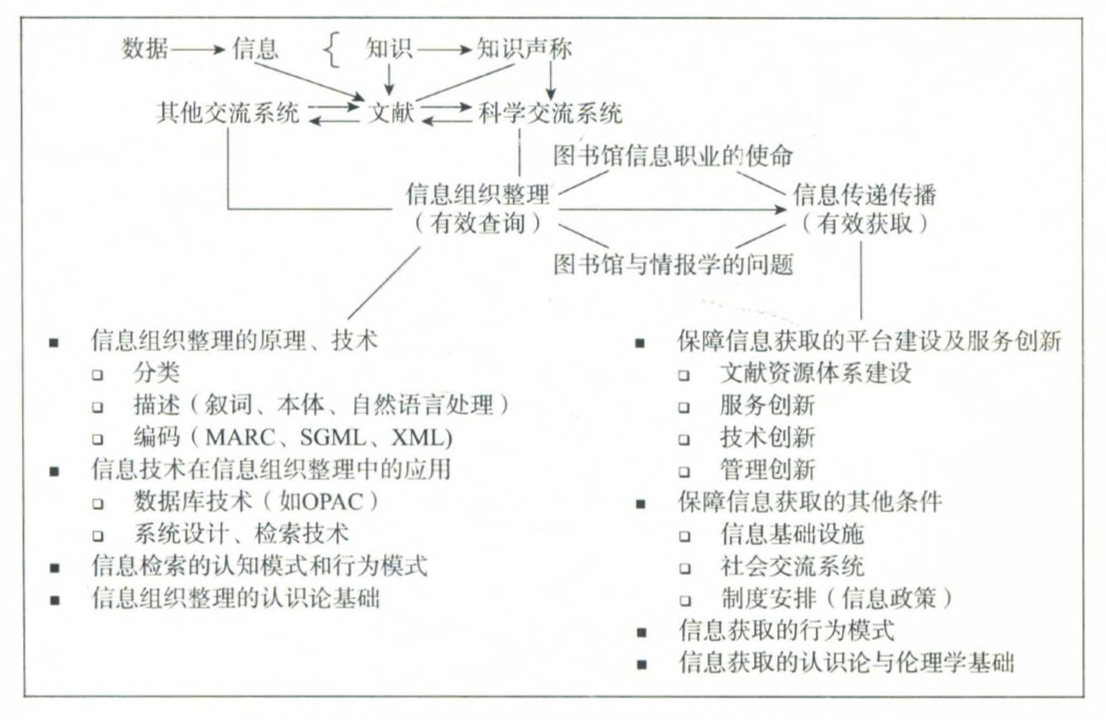 数据 信息 { 知识 知识声称
其他交流系统 文献 科学交流系统
图书馆信息职业的使命
信息组织整理 信息传递传播
（有效查询） （有效获取）
图书馆与情报学的问题
■ 信息组织整理的原理、技术
□ 分类
□ 描述（叙词、本体、自然语言处理）
□ 编码（MARC、SGML、XML)
■ 信息技术在信息组织整理中的应用
□ 数据库技术（如OPAC）
□ 系统设计、检索技术
■ 信息检索的认知模式和行为模式
■ 信息组织整理的认识论基础
■ 保障信息获取的平台建设及服务创新
□ 文献资源体系建设
□ 服务创新
□ 技术创新
□ 管理创新
■ 保障信息获取的其他条件
□ 信息基础设施
□ 社会交流系统
□ 制度安排（信息政策）
■ 信息获取的行为模式
■ 信息获取的认识论与伦理学基础